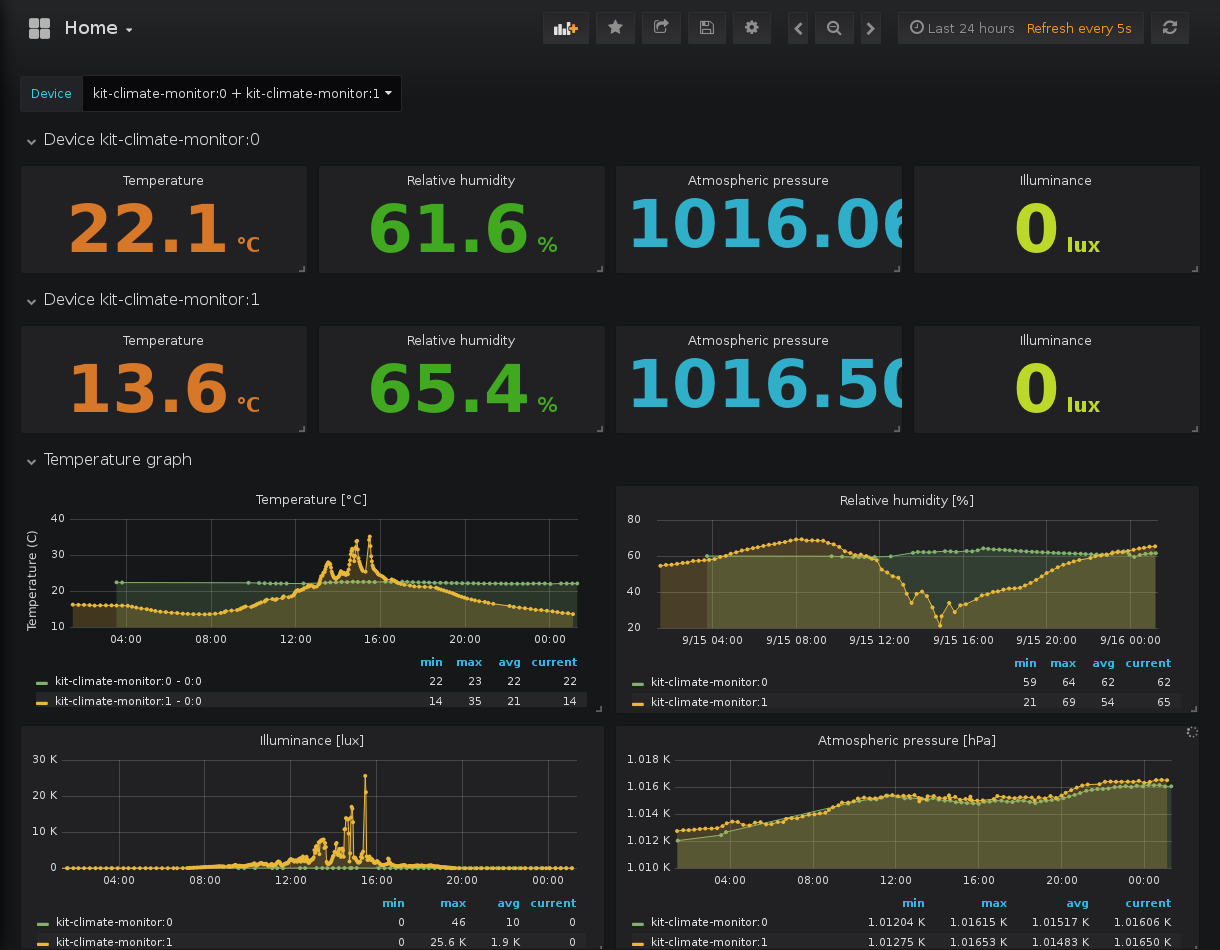 Home
Last 24 hours Refresh every 5s
Device kit-climate-monitor:0 + kit-climate-monitor:1
Device kit-climate-monitor:0
Temperature Relative humidity Atmospheric pressure Illuminance
22.1 °C 61.6 % 1016.06 0 lux
Device kit-climate-monitor:1
Temperature Relative humidity Atmospheric pressure Illuminance
13.6 °C 65.4 % 1016.50 0 lux
Temperature graph
Temperature [°C]
Temperature (C)
40
30
20
10
04:00 08:00 12:00 16:00 20:00 00:00
min max avg current
kit-climate-monitor:0 - 0:0 22 23 22 22
kit-climate-monitor:1 - 0:0 14 35 21 14
Relative humidity [%]
80
60
40
20
9/15 04:00 9/15 08:00 9/15 12:00 9/15 16:00 9/15 20:00 9/16 00:00
min max avg current
kit-climate-monitor:0 59 64 62 62
kit-climate-monitor:1 21 69 54 65
Illuminance [lux]
30 K
20 K
10 K
0
04:00 08:00 12:00 16:00 20:00 00:00
min max avg current
kit-climate-monitor:0 0 46 10 0
kit-climate-monitor:1 0 25.6 K 1.9 K 0
Atmospheric pressure [hPa]
1.018 K
1.016 K
1.014 K
1.012 K
1.010 K
04:00 08:00 12:00 16:00 20:00 00:00
min max avg current
kit-climate-monitor:0 1.01204 K 1.01615 K 1.01517 K 1.01606 K
kit-climate-monitor:1 1.01275 K 1.01653 K 1.01483 K 1.01650 K